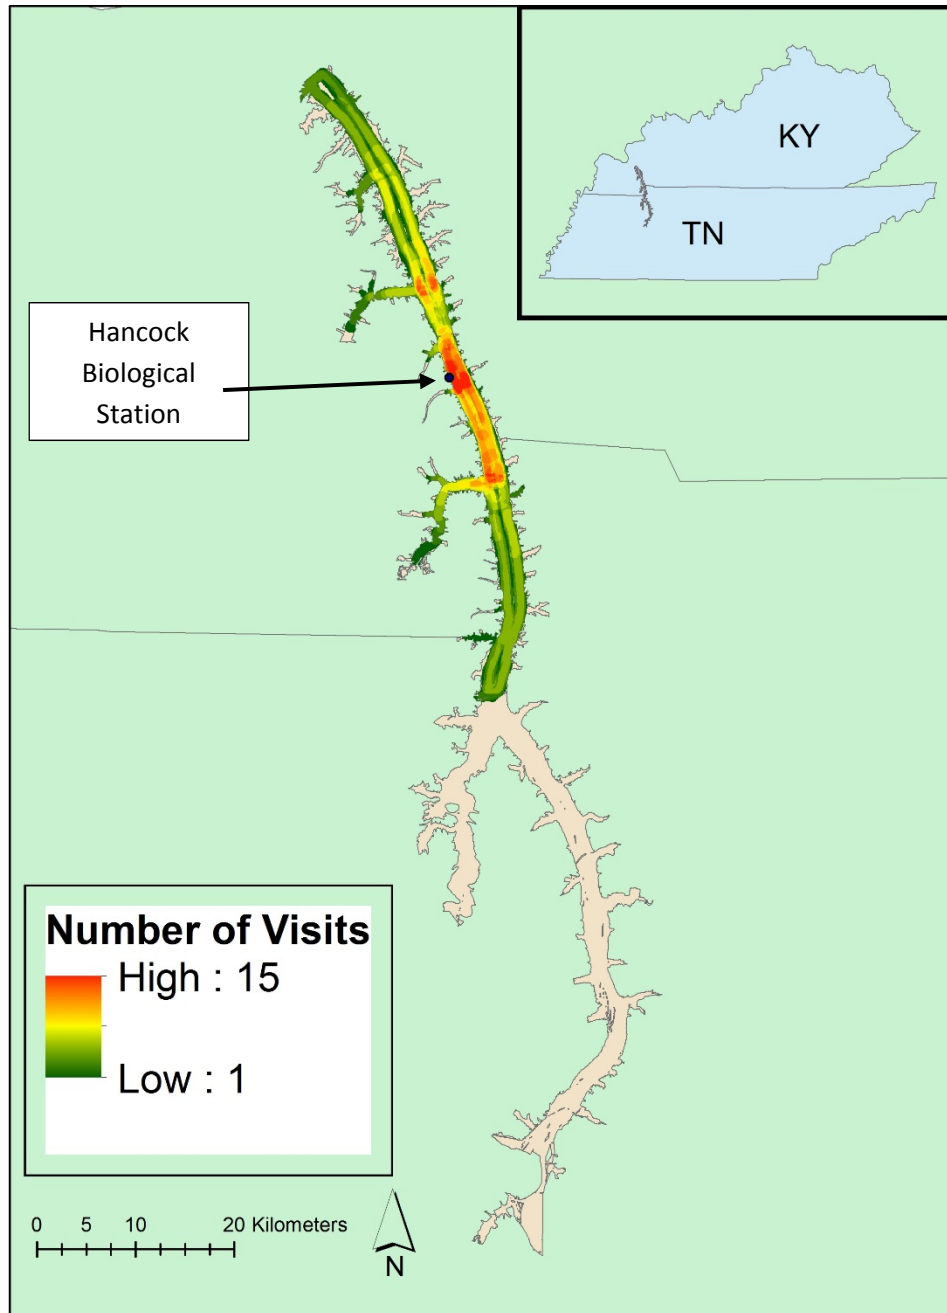 KY
TN
Hancock
Biological
Station
Number of Visits
High : 15
Low : 1
0 5 10 20 Kilometers
N